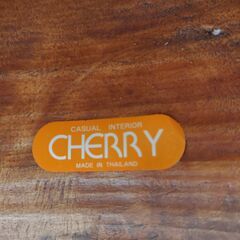 CASUAL INTERIOR
CHERRY
MADE IN THAILAND